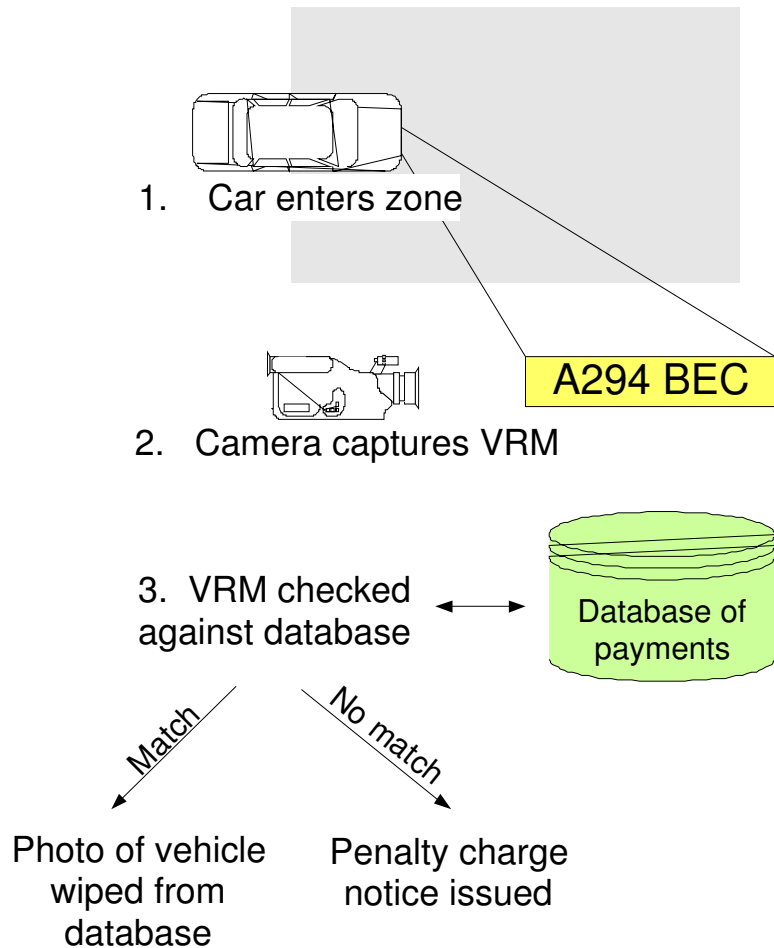 1. Car enters zone
A294 BEC
2. Camera captures VRM
3. VRM checked
against database
Database of
payments
Match
No match
Photo of vehicle
wiped from
database
Penalty charge
notice issued